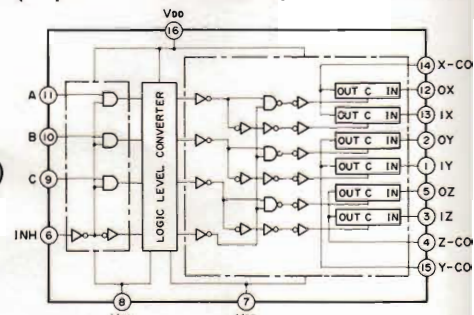 VDD
16
14 X-CO
A 11
OUT C IN 12 OX
OUT C IN 13 IX
B 10
OUT C IN 2 OY
LOGIC LEVEL CONVERTER
OUT C IN 1 IY
C 9
OUT C IN 5 OZ
OUT C IN 3 IZ
INH 6
4 Z-CO
15 Y-CO
8
7